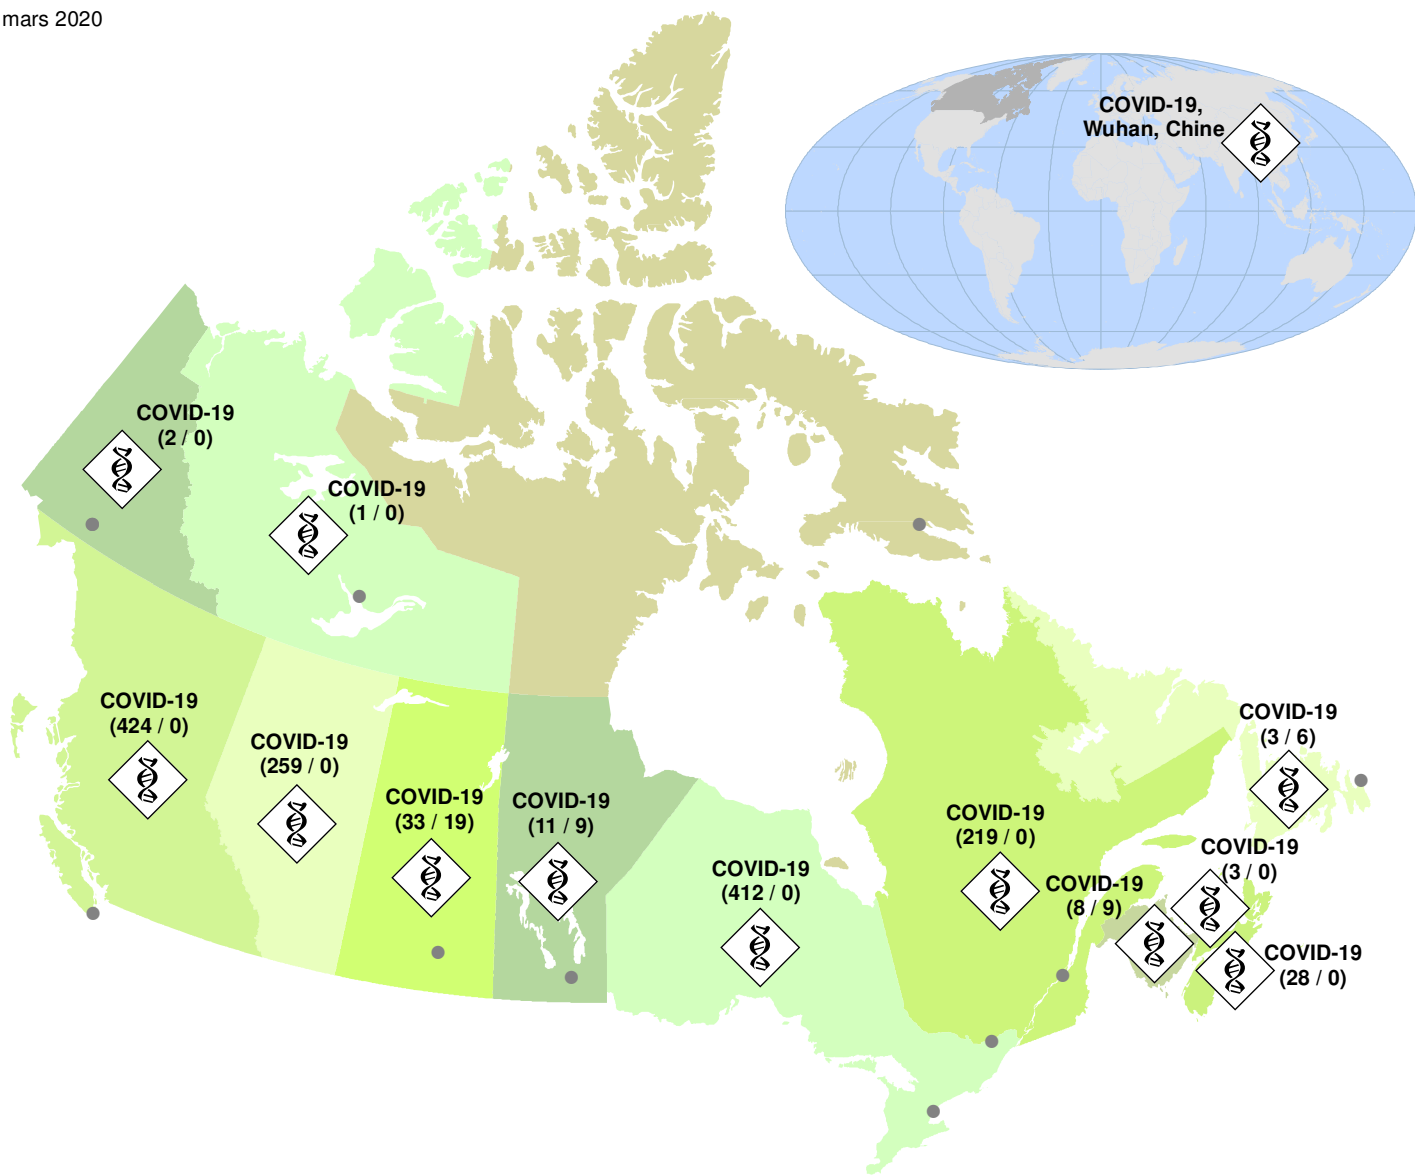 mars 2020
COVID-19,
Wuhan, Chine
COVID-19
(2 / 0)
COVID-19
(1 / 0)
COVID-19
(424 / 0)
COVID-19
(259 / 0)
COVID-19
(33 / 19)
COVID-19
(11 / 9)
COVID-19
(412 / 0)
COVID-19
(219 / 0)
COVID-19
(8 / 9)
COVID-19
(3 / 6)
COVID-19
(3 / 0)
COVID-19
(28 / 0)